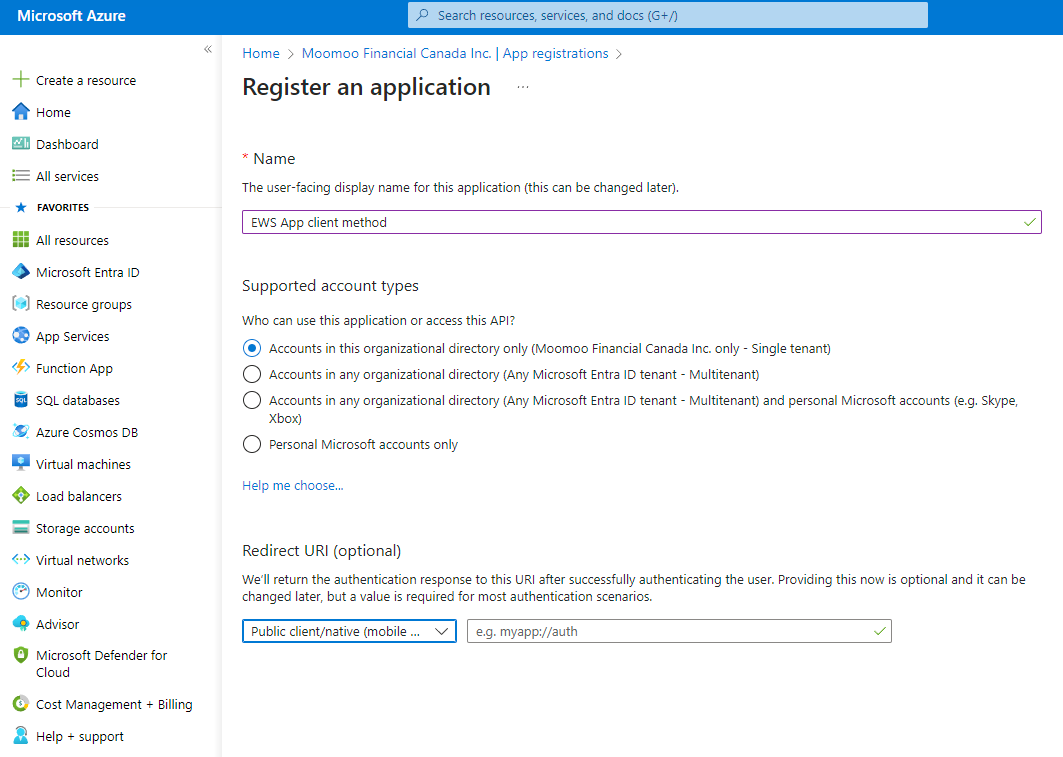 Microsoft Azure
Search resources, services, and docs (G+/)
«
Create a resource
Home
Dashboard
All services
FAVORITES
All resources
Microsoft Entra ID
Resource groups
App Services
Function App
SQL databases
Azure Cosmos DB
Virtual machines
Load balancers
Storage accounts
Virtual networks
Monitor
Advisor
Microsoft Defender for
Cloud
Cost Management + Billing
Help + support
Home > Moomoo Financial Canada Inc. | App registrations >
Register an application ...
* Name
The user-facing display name for this application (this can be changed later).
EWS App client method
Supported account types
Who can use this application or access this API?
Accounts in this organizational directory only (Moomoo Financial Canada Inc. only - Single tenant)
Accounts in any organizational directory (Any Microsoft Entra ID tenant - Multitenant)
Accounts in any organizational directory (Any Microsoft Entra ID tenant - Multitenant) and personal Microsoft accounts (e.g. Skype,
Xbox)
Personal Microsoft accounts only
Help me choose...
Redirect URI (optional)
We'll return the authentication response to this URI after successfully authenticating the user. Providing this now is optional and it can be
changed later, but a value is required for most authentication scenarios.
Public client/native (mobile ...
e.g. myapp://auth